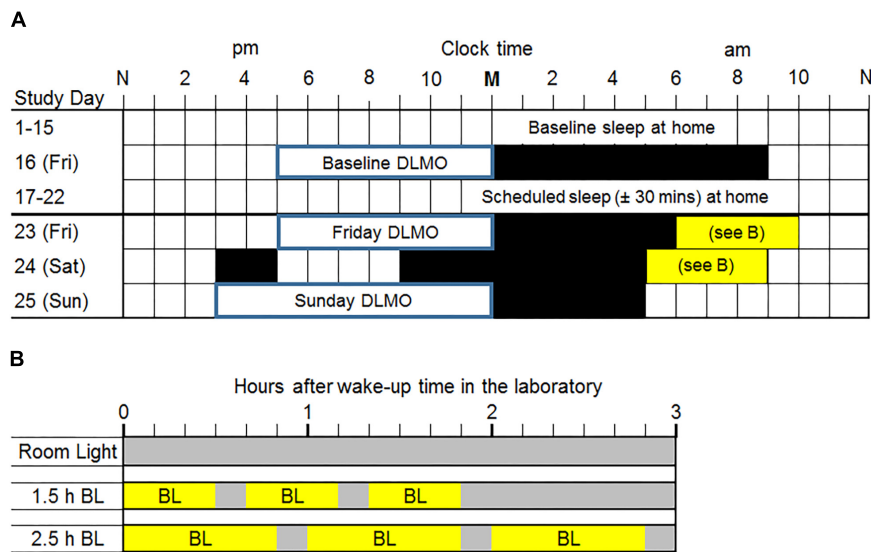 A
pm Clock time am
N 2 4 6 8 10 M 2 4 6 8 10 N
Study Day
1-15 Baseline sleep at home
16 (Fri) Baseline DLMO
17-22 Scheduled sleep (± 30 mins) at home
23 (Fri) Friday DLMO (see B)
24 (Sat) (see B)
25 (Sun) Sunday DLMO
B
Hours after wake-up time in the laboratory
0 1 2 3
Room Light
1.5 h BL BL BL BL
2.5 h BL BL BL BL